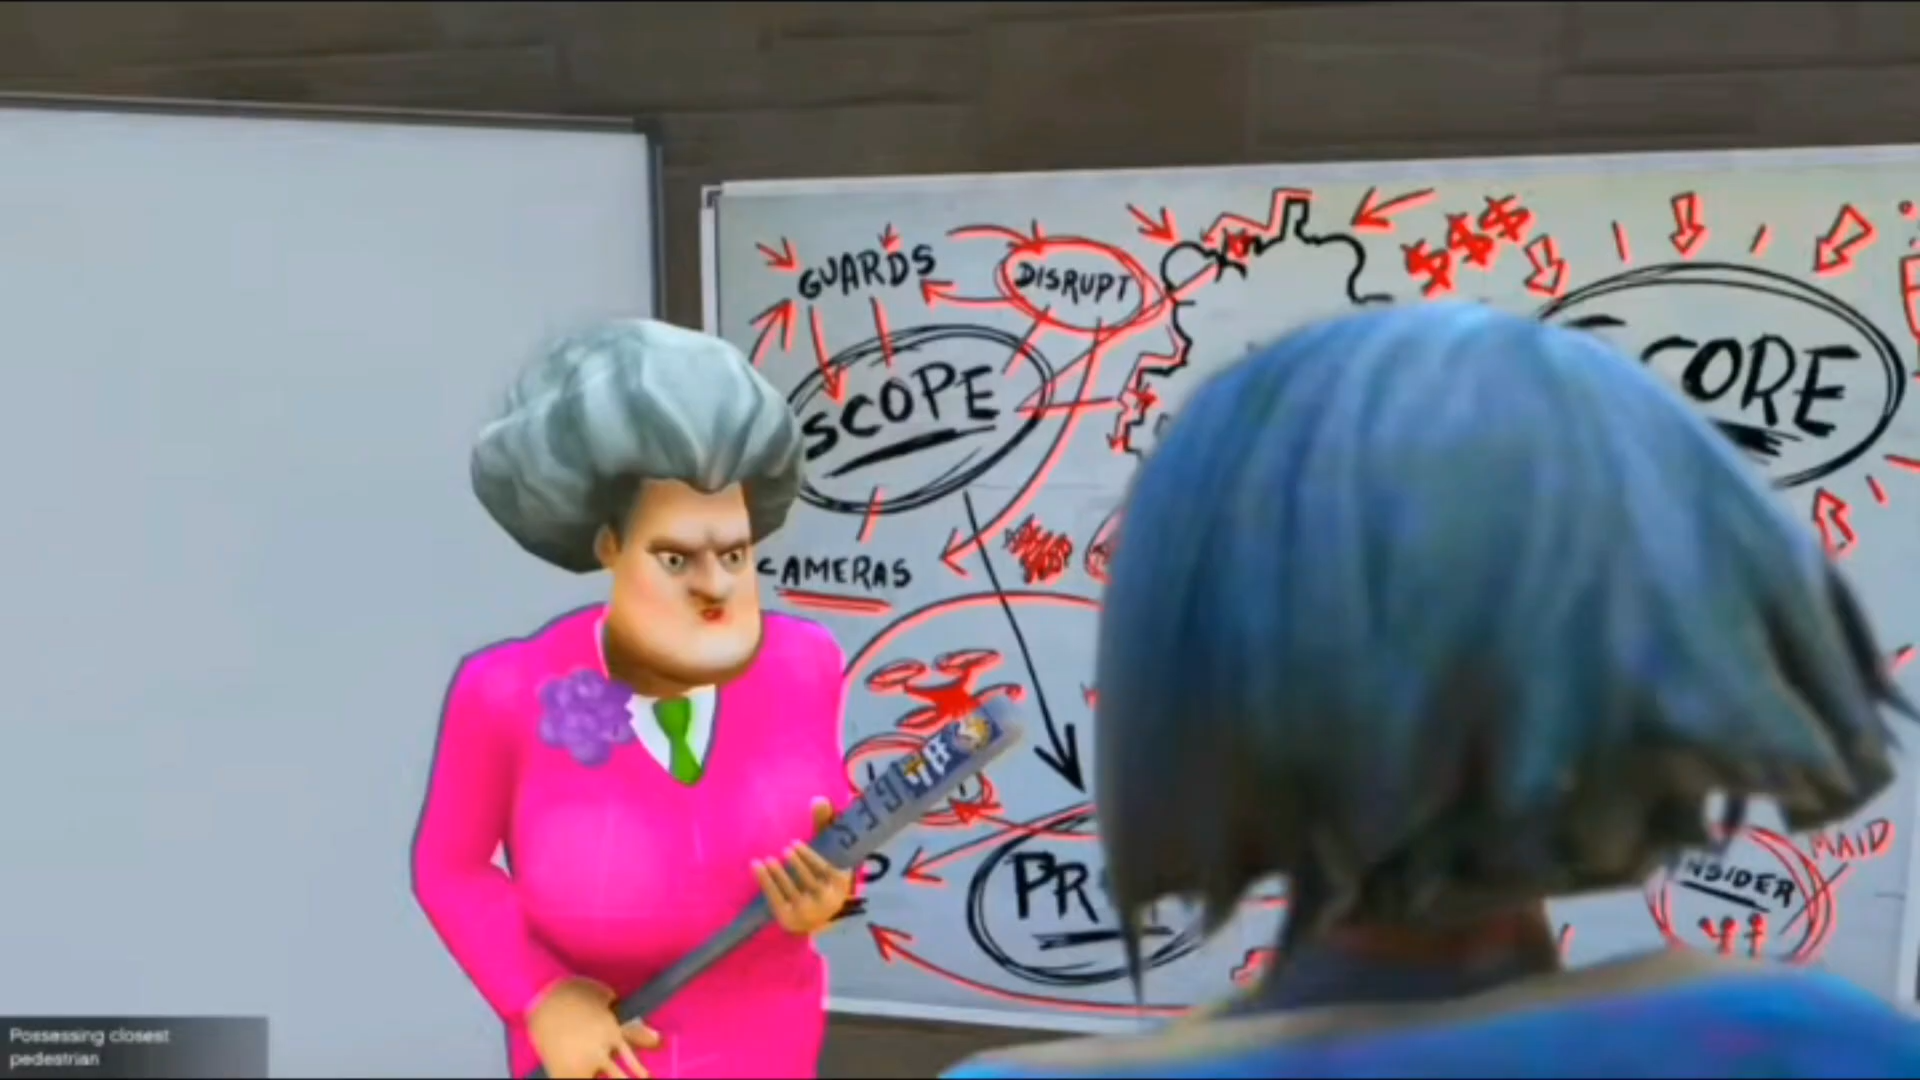 GUARDS
DISRUPT
$$$
SCOPE
CORE
CAMERAS
PR
MAID
INSIDER
Possessing closest
pedestrian